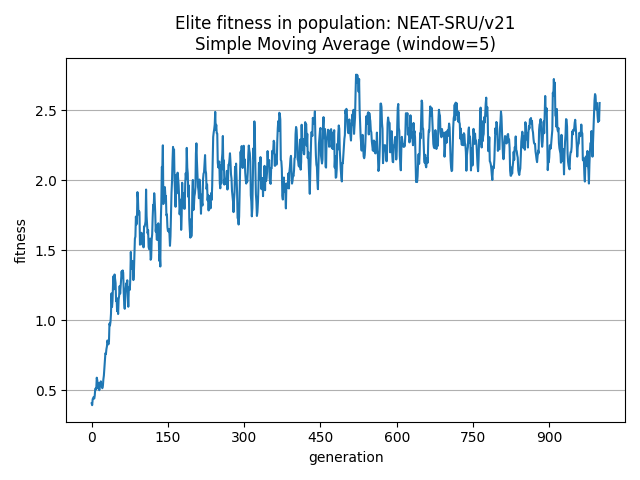 Elite fitness in population: NEAT-SRU/v21
Simple Moving Average (window=5)
2.5
2.0
1.5
1.0
0.5
fitness
0 150 300 450 600 750 900
generation